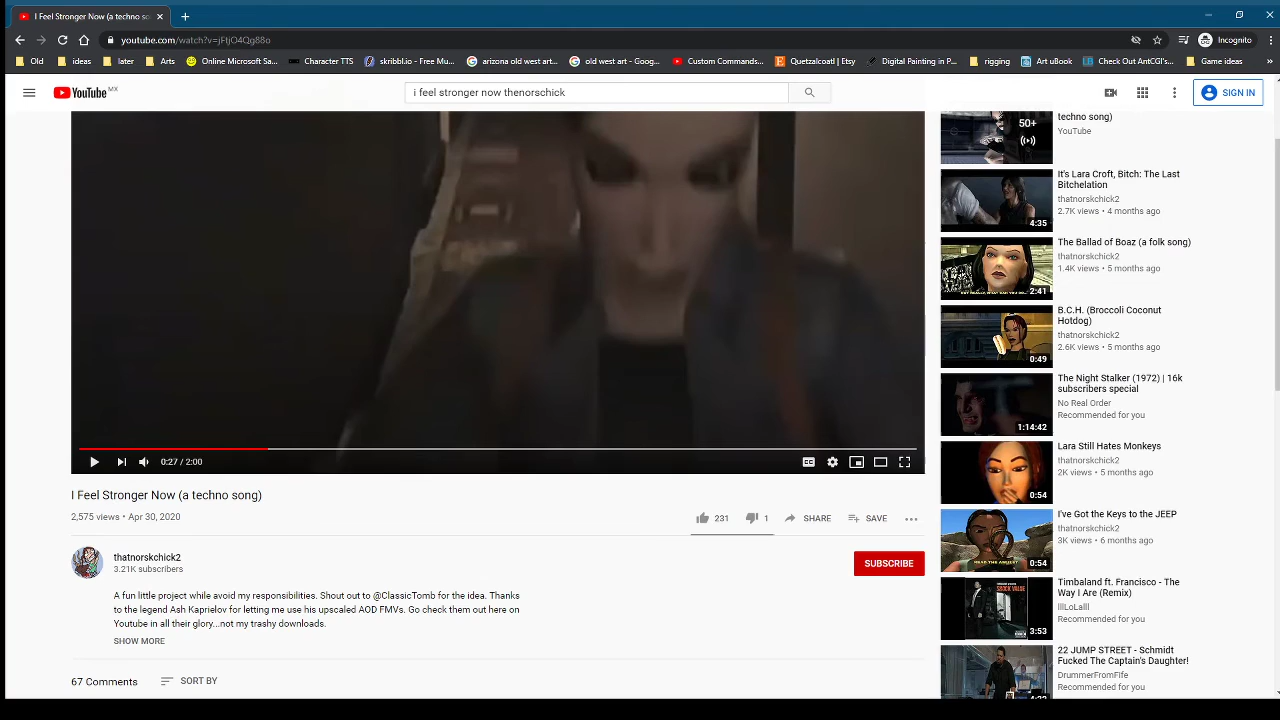 I Feel Stronger Now (a techno so
youtube.com/watch?v=jFtjO4Qg88o
Incognito
Old
ideas
later
Arts
Online Microsoft Sa...
Character TTS
skribbl.io - Free Mu...
arizona old west art...
old west art - Goog...
Custom Commands...
Quetzalcoatl | Etsy
Digital Painting in P...
rigging
Art uBook
Check Out AntCGI's...
Game ideas
YouTube MX
i feel stronger now thenorschick
SIGN IN
0:27 / 2:00
CC
I Feel Stronger Now (a techno song)
2,575 views • Apr 30, 2020
231
1
SHARE
SAVE
thatnorskchick2
3.21K subscribers
SUBSCRIBE
A fun little project while avoid my responsibilities. Shout out to @ClassicTomb for the idea! Thanks
to the legend Ash Kaprielov for letting me use his upscaled AOD FMVs. Go check them out here on
Youtube in all their glory...not my trashy downloads.
SHOW MORE
67 Comments
SORT BY
50+
techno song)
YouTube
4:35
It's Lara Croft, Bitch: The Last
Bitchelation
thatnorskchick2
2.7K views • 4 months ago
2:41
The Ballad of Boaz (a folk song)
thatnorskchick2
1.4K views • 5 months ago
0:49
B.C.H. (Broccoli Coconut
Hotdog)
thatnorskchick2
2.6K views • 5 months ago
1:14:42
The Night Stalker (1972) | 16k
subscribers special
No Real Order
Recommended for you
0:54
Lara Still Hates Monkeys
thatnorskchick2
2K views • 5 months ago
0:54
I've Got the Keys to the JEEP
thatnorskchick2
3K views • 6 months ago
SHOCK VALUE
3:53
Timbaland ft. Francisco - The
Way I Are (Remix)
lllLoLalll
Recommended for you
4:22
22 JUMP STREET - Schmidt
Fucked The Captain's Daughter!
DrummerFromFife
Recommended for you